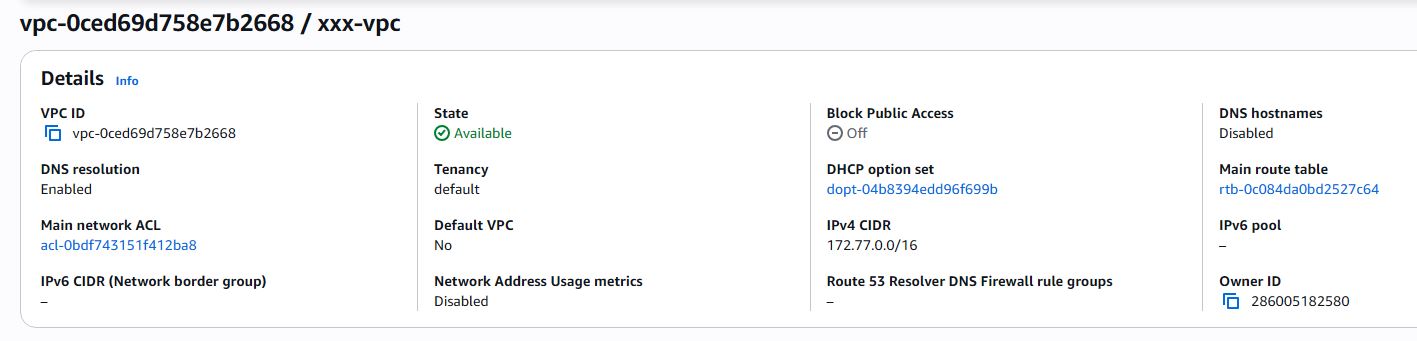 vpc-0ced69d758e7b2668 / xxx-vpc
Details Info
VPC ID
vpc-0ced69d758e7b2668
State
Available
Block Public Access
Off
DNS hostnames
Disabled
DNS resolution
Enabled
Tenancy
default
DHCP option set
dopt-04b8394edd96f699b
Main route table
rtb-0c084da0bd2527c64
Main network ACL
acl-0bdf743151f412ba8
Default VPC
No
IPv4 CIDR
172.77.0.0/16
IPv6 pool
–
IPv6 CIDR (Network border group)
–
Network Address Usage metrics
Disabled
Route 53 Resolver DNS Firewall rule groups
–
Owner ID
286005182580